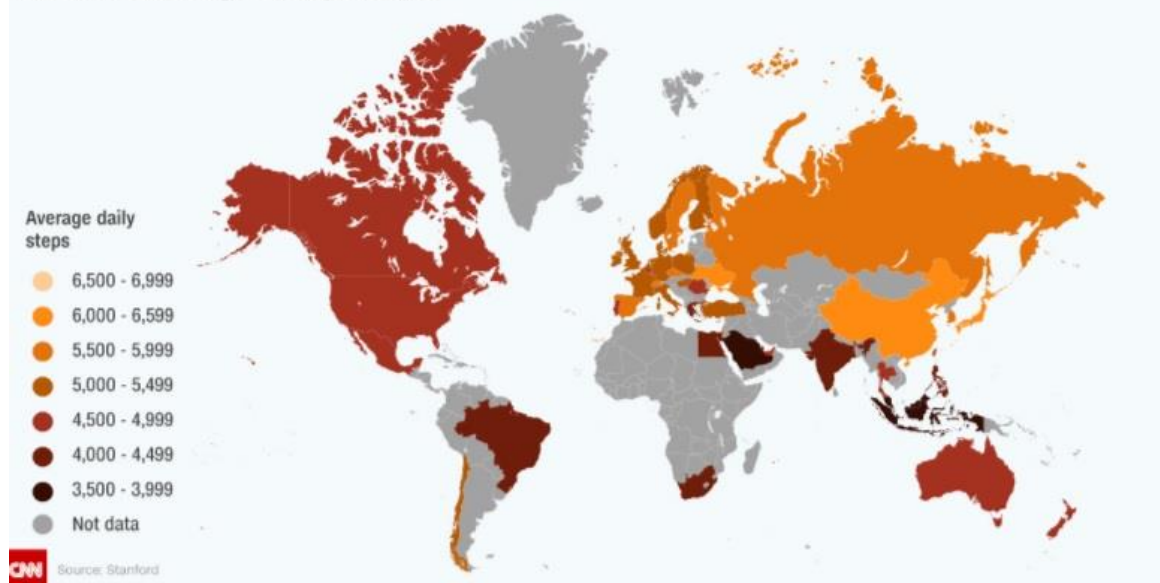 Average daily
steps
6,500 - 6,999
6,000 - 6,599
5,500 - 5,999
5,000 - 5,499
4,500 - 4,999
4,000 - 4,499
3,500 - 3,999
Not data
CNN Source: Stanford